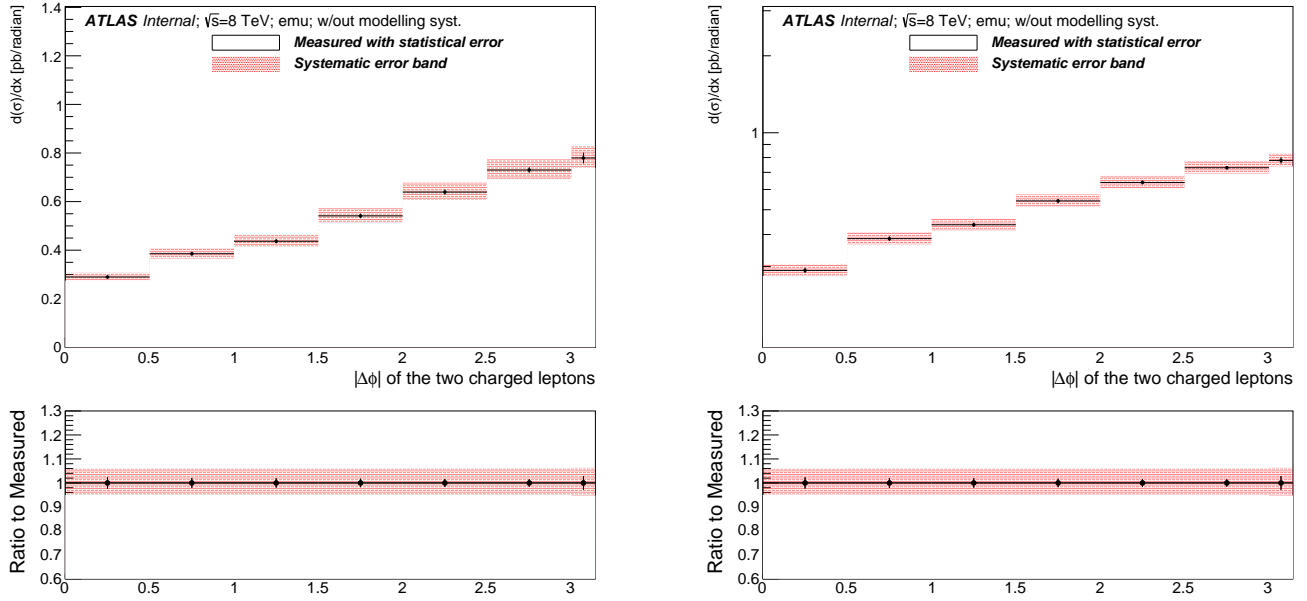 ATLAS Internal; √s=8 TeV; emu; w/out modelling syst.
Measured with statistical error
Systematic error band
d(σ)/dx [pb/radian]
1.4
1.2
1
0.8
0.6
0.4
0.2
0
0 0.5 1 1.5 2 2.5 3
|Δϕ| of the two charged leptons
Ratio to Measured
1.3
1.2
1.1
1
0.9
0.8
0.7
0.6
0 0.5 1 1.5 2 2.5 3
ATLAS Internal; √s=8 TeV; emu; w/out modelling syst.
Measured with statistical error
Systematic error band
d(σ)/dx [pb/radian]
1
0 0.5 1 1.5 2 2.5 3
|Δϕ| of the two charged leptons
Ratio to Measured
1.3
1.2
1.1
1
0.9
0.8
0.7
0.6
0 0.5 1 1.5 2 2.5 3